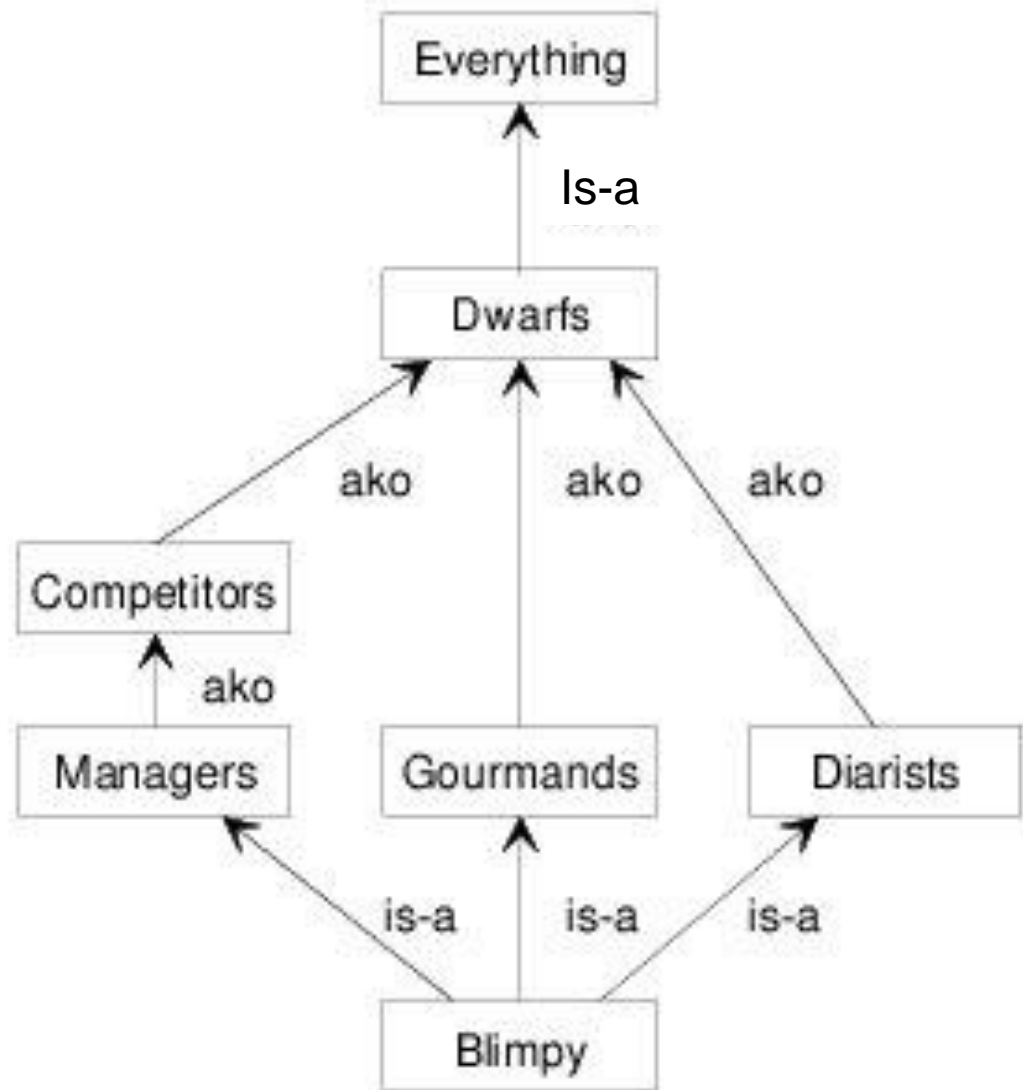 Everything
Is-a
Dwarfs
ako
ako
ako
Competitors
ako
Managers
Gourmands
Diarists
is-a
is-a
is-a
Blimpy